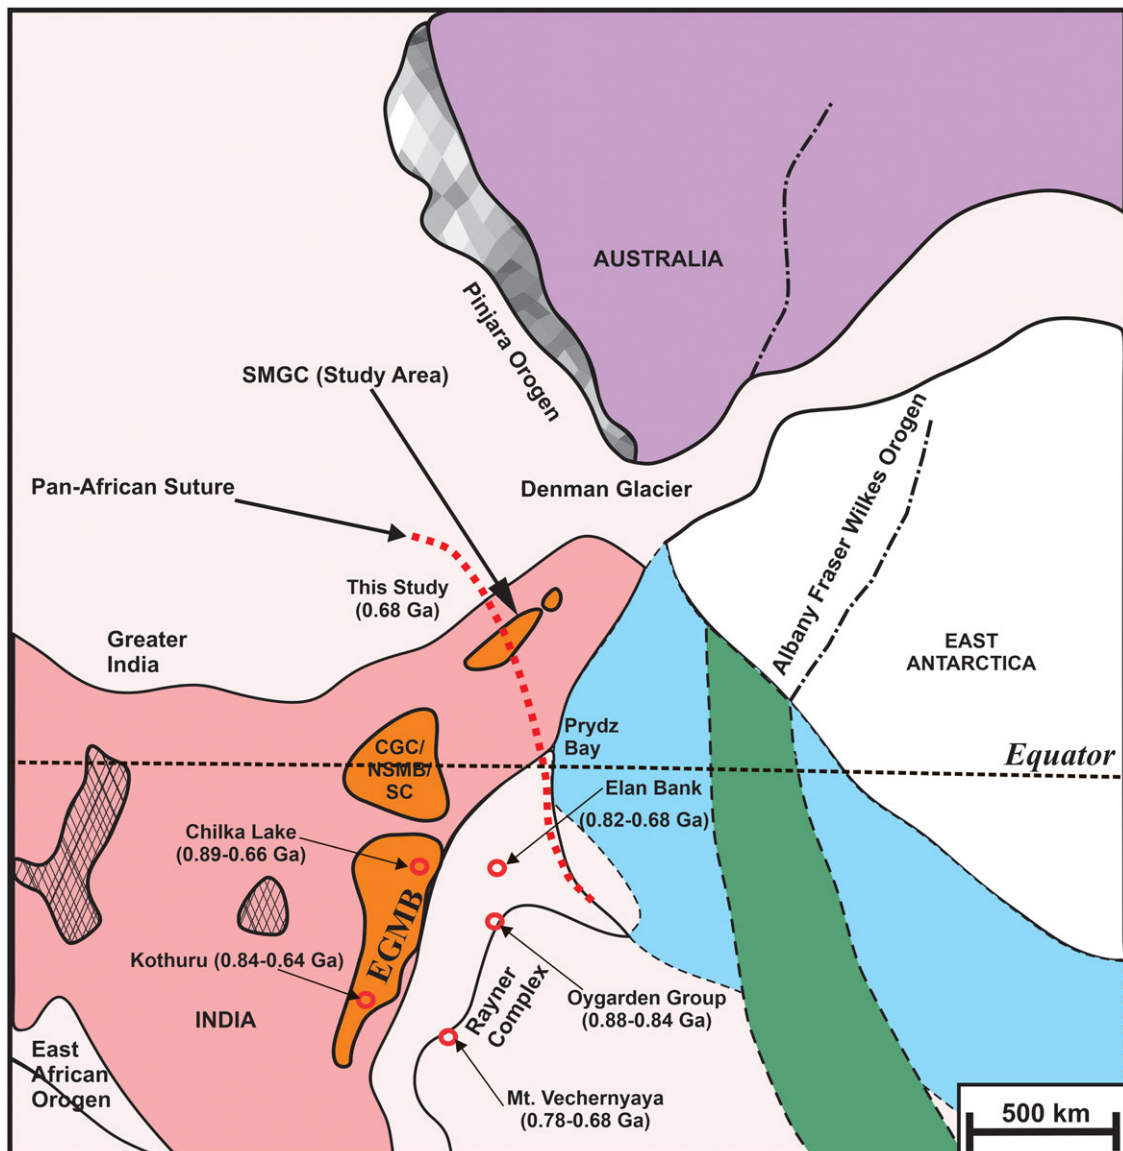 AUSTRALIA
Pinjara Orogen
SMGC (Study Area)
Pan-African Suture
Denman Glacier
Albany Fraser Wilkes Orogen
This Study
(0.68 Ga)
Greater
India
EAST
ANTARCTICA
Prydz
Bay
Equator
CGC/
NSMB/
SC
Elan Bank
(0.82-0.68 Ga)
Chilka Lake
(0.89-0.66 Ga)
EGMB
Kothuru (0.84-0.64 Ga)
Rayner
Complex
Oygarden Group
(0.88-0.84 Ga)
INDIA
East
African
Orogen
Mt. Vechernyaya
(0.78-0.68 Ga)
500 km